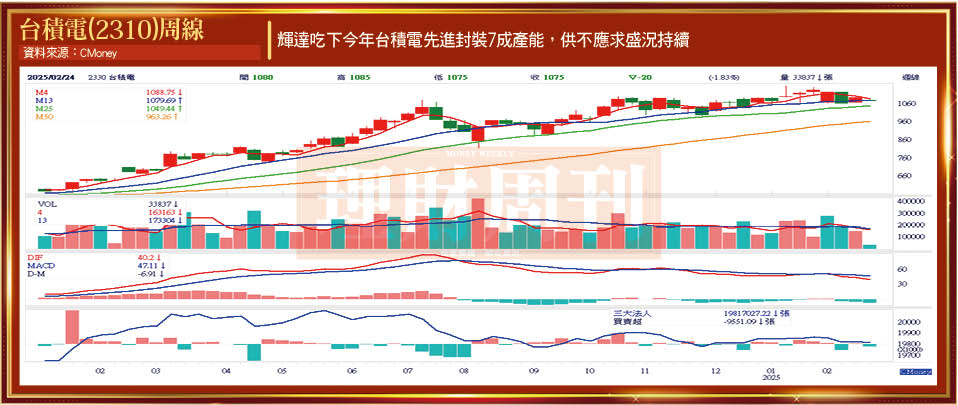 台積電(2310)周線
資料來源：CMoney
輝達吃下今年台積電先進封裝7成產能，供不應求盛況持續
2025/02/24 2330 台積電 開 1080 高 1085 低 1075 收 1075 ▽-20 (-1.83%) 量 33837↓張 週線
M4 1088.75↓
M13 1079.69↑
M25 1049.44↑
M50 963.26↑
1060
960
860
760
660
MONEY WEEKLY
理財周刊
VOL 33837↓
4 163163↓
13 173304↓
400000
300000
200000
100000
DIF 40.2↓
MACD 47.11↓
D-M -6.91↓
60
30
三大法人 19817027.22↓張
買賣超 -9551.09↓張
20000
19900
19800
19700
02 03 04 05 06 07 08 09 10 11 12 01 02
2025
CMoney